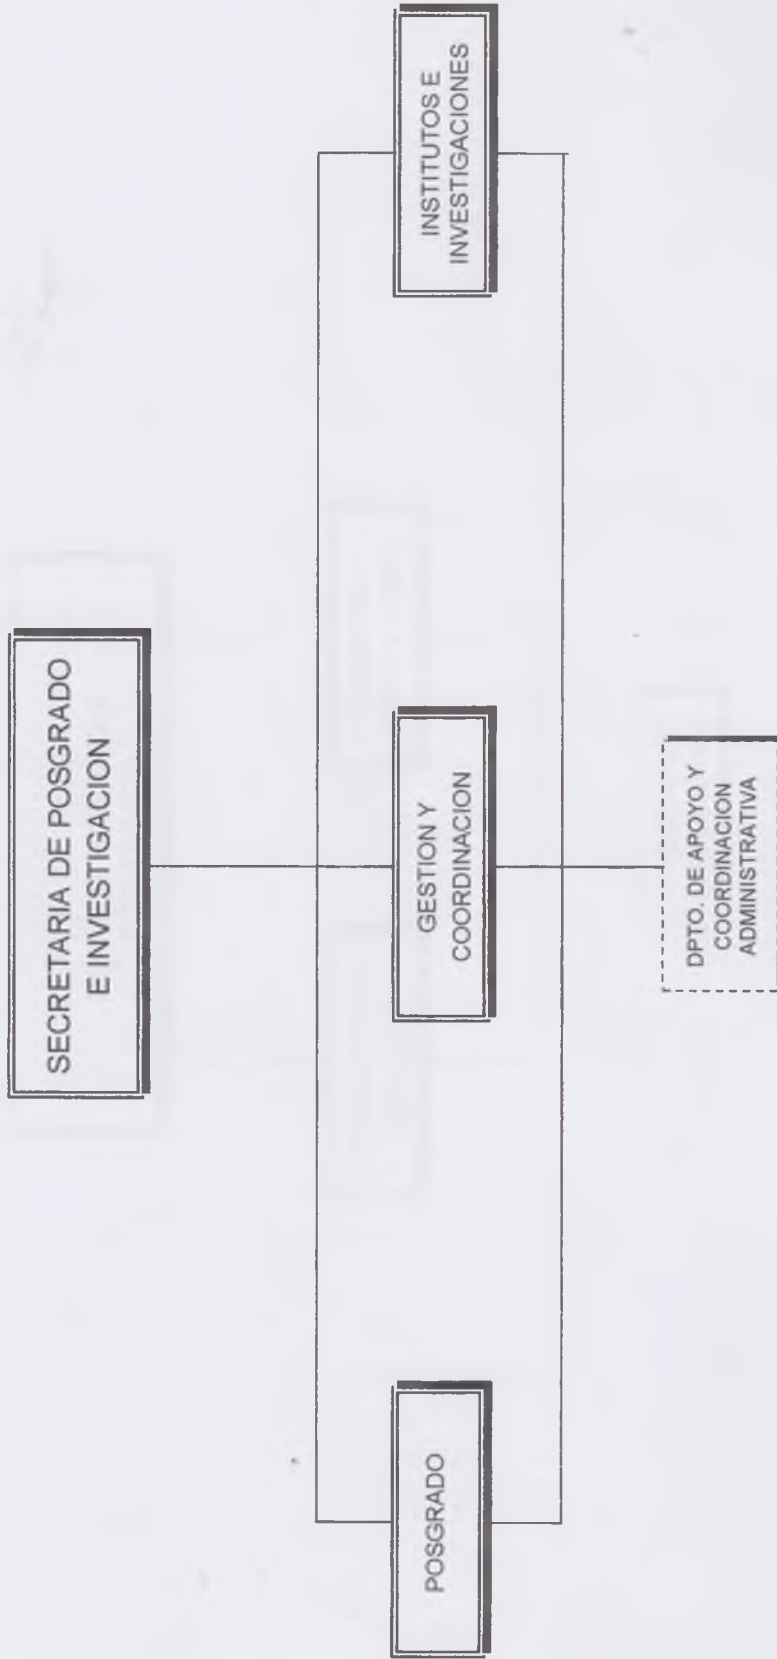 SECRETARIA DE POSGRADO
E INVESTIGACION
POSGRADO
GESTION Y
COORDINACION
INSTITUTOS E
INVESTIGACIONES
DPTO. DE APOYO Y
COORDINACION
ADMINISTRATIVA